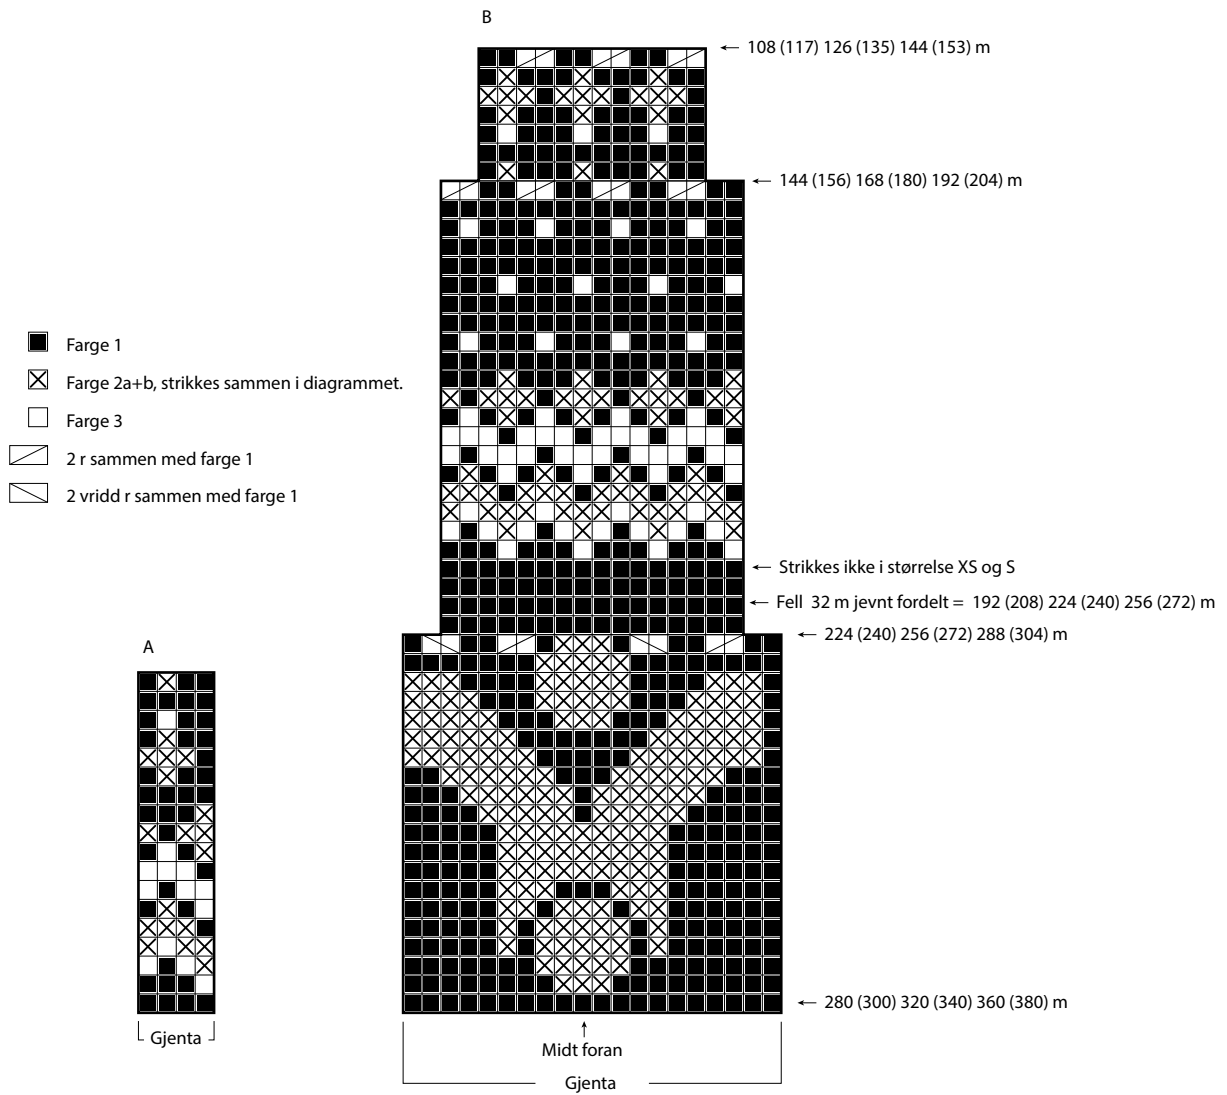 B
108 (117) 126 (135) 144 (153) m
144 (156) 168 (180) 192 (204) m
Farge 1
Farge 2a+b, strikkes sammen i diagrammet.
Farge 3
2 r sammen med farge 1
2 vridd r sammen med farge 1
Strikkes ikke i størrelse XS og S
Fell 32 m jevnt fordelt = 192 (208) 224 (240) 256 (272) m
224 (240) 256 (272) 288 (304) m
A
280 (300) 320 (340) 360 (380) m
Gjenta
Midt foran
Gjenta